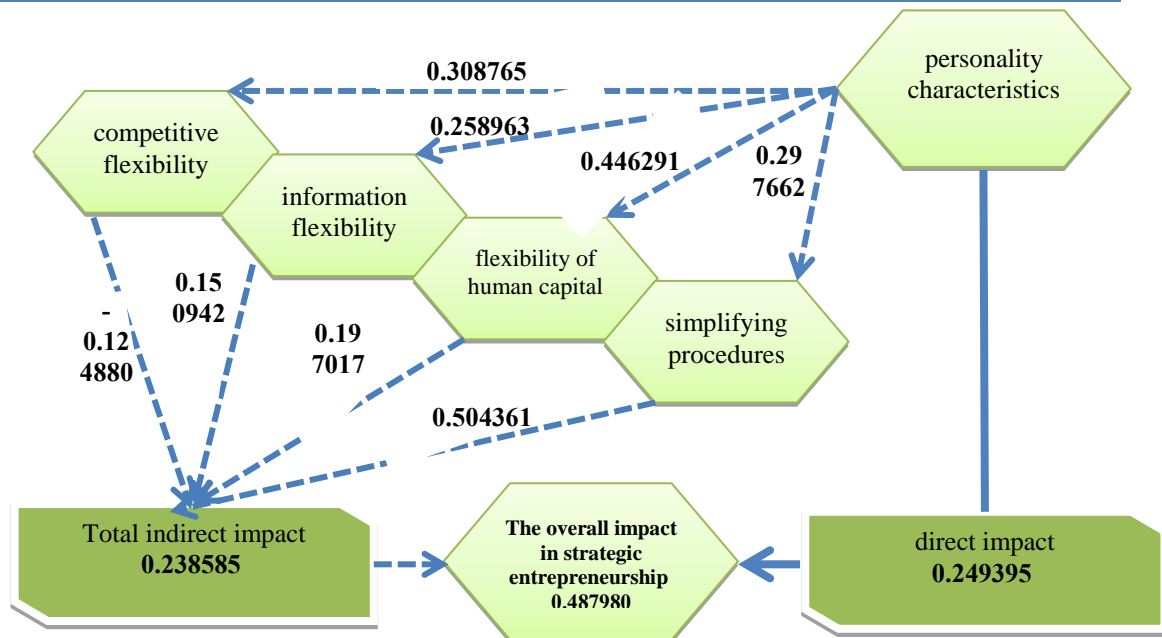 personality
characteristics
0.308765
0.258963
0.446291
0.29
7662
competitive
flexibility
information
flexibility
flexibility of
human capital
simplifying
procedures
-
0.12
4880
0.15
0942
0.19
7017
0.504361
Total indirect impact
0.238585
The overall impact
in strategic
entrepreneurship
0.487980
direct impact
0.249395